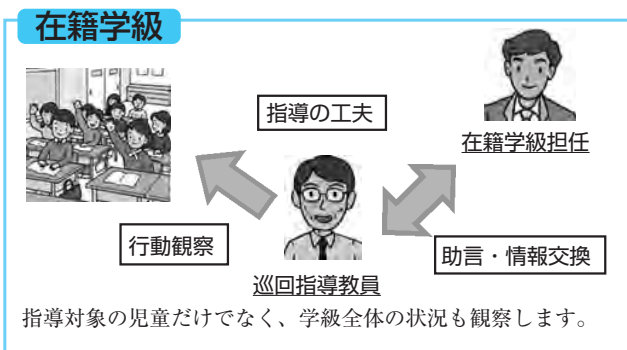 在籍学級
指導の工夫
在籍学級担任
行動観察
助言・情報交換
巡回指導教員
指導対象の児童だけでなく、学級全体の状況も観察します。